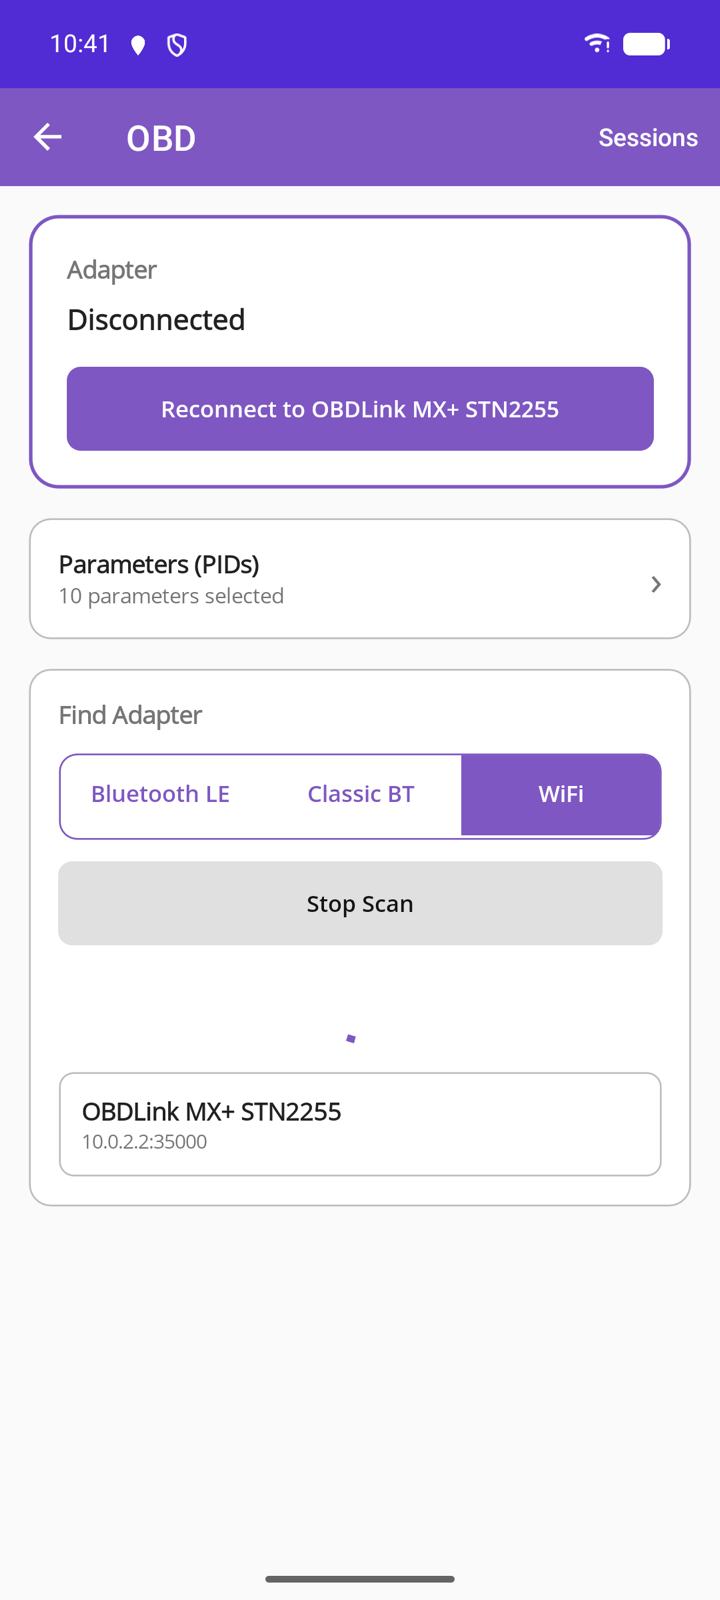 10:41
OBD
Sessions
Adapter
Disconnected
Reconnect to OBDLink MX+ STN2255
Parameters (PIDs)
10 parameters selected
Find Adapter
Bluetooth LE
Classic BT
WiFi
Stop Scan
OBDLink MX+ STN2255
10.0.2.2:35000